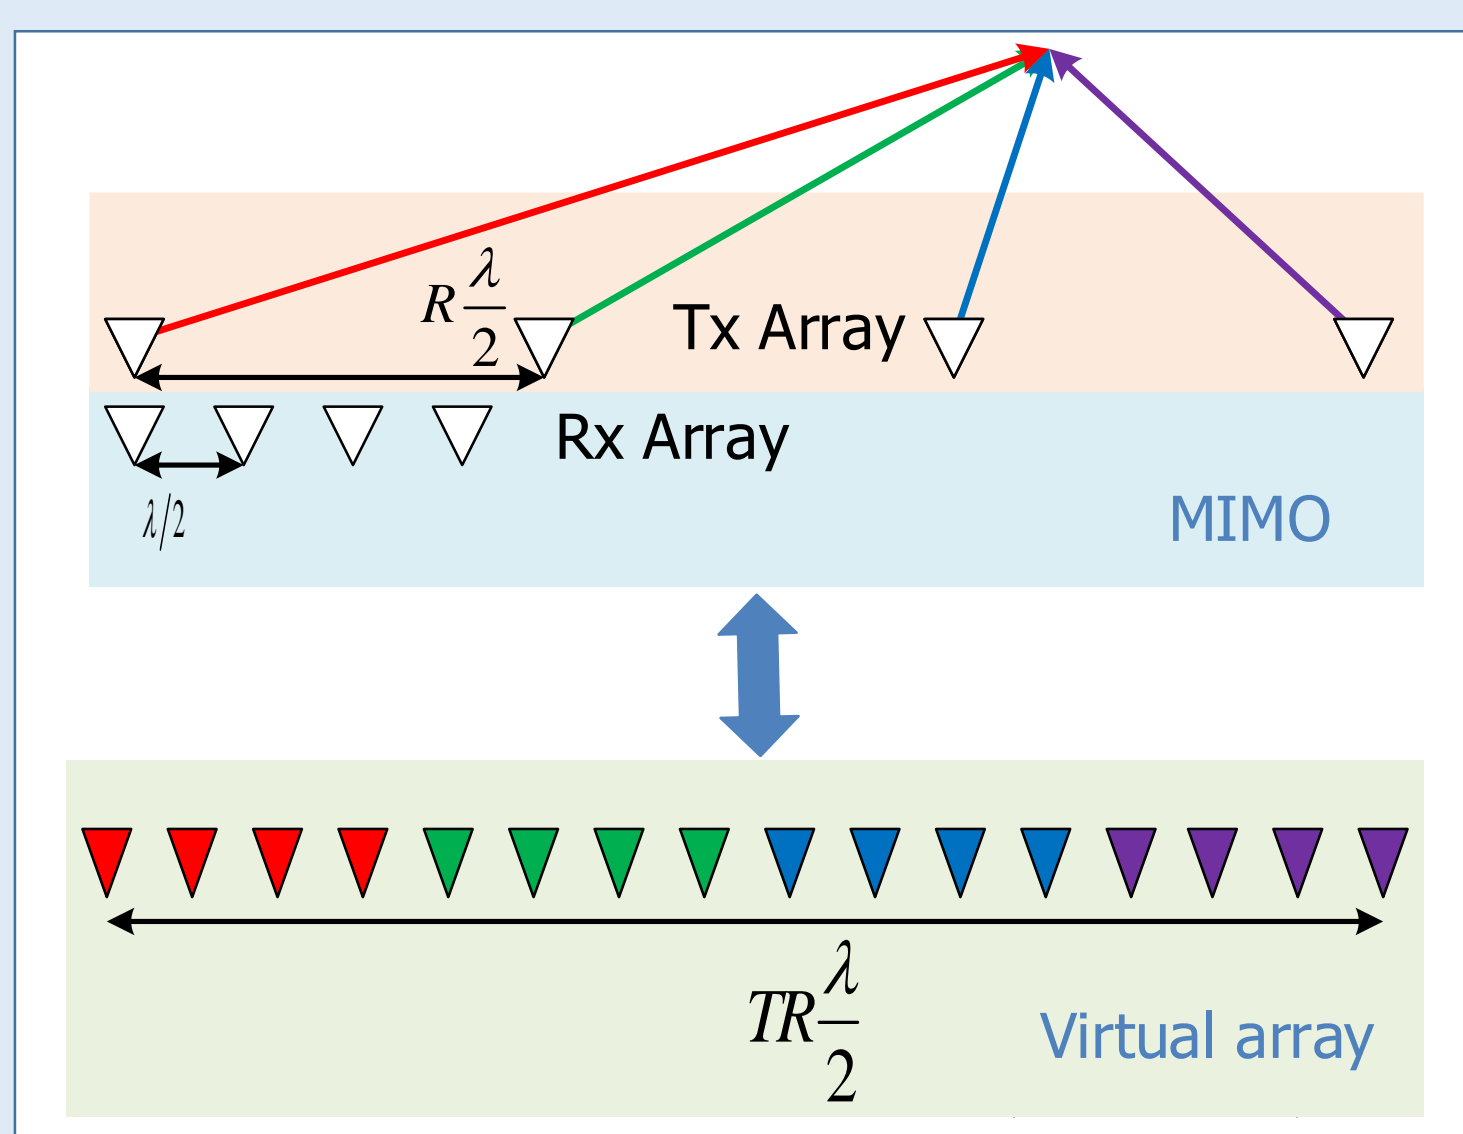 R λ/2
Tx Array
Rx Array
λ/2
MIMO
TR λ/2
Virtual array